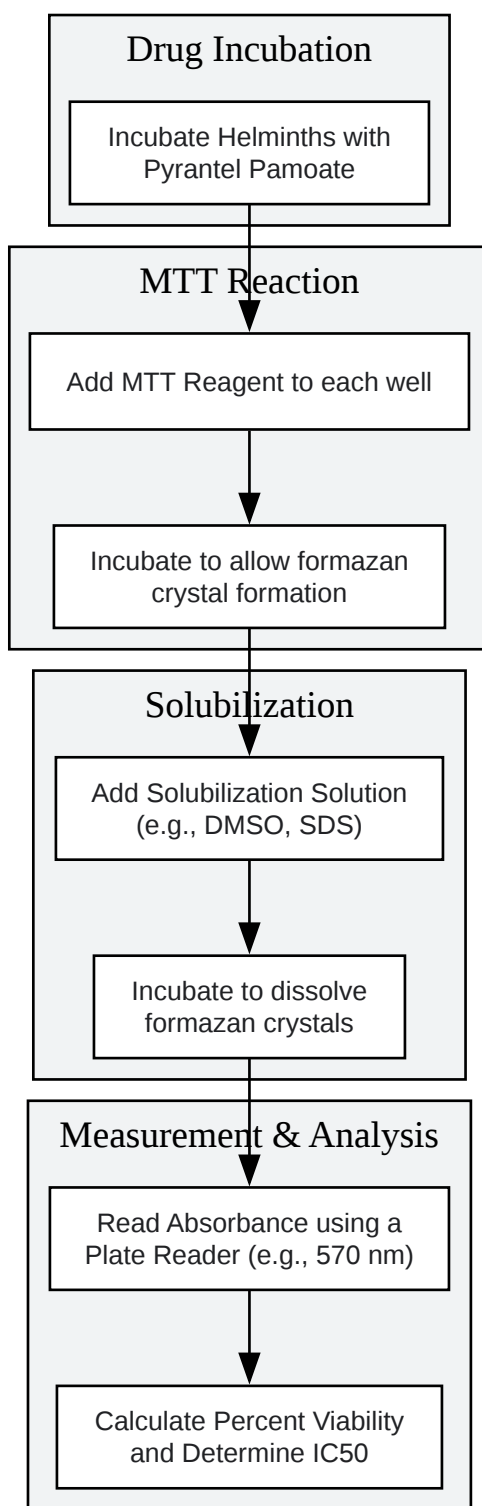 Drug Incubation
Incubate Helminths with
Pyrantel Pamoate
MTT Reaction
Add MTT Reagent to each well
Incubate to allow formazan
crystal formation
Solubilization
Add Solubilization Solution
(e.g., DMSO, SDS)
Incubate to dissolve
formazan crystals
Measurement & Analysis
Read Absorbance using a
Plate Reader (e.g., 570 nm)
Calculate Percent Viability
and Determine IC50